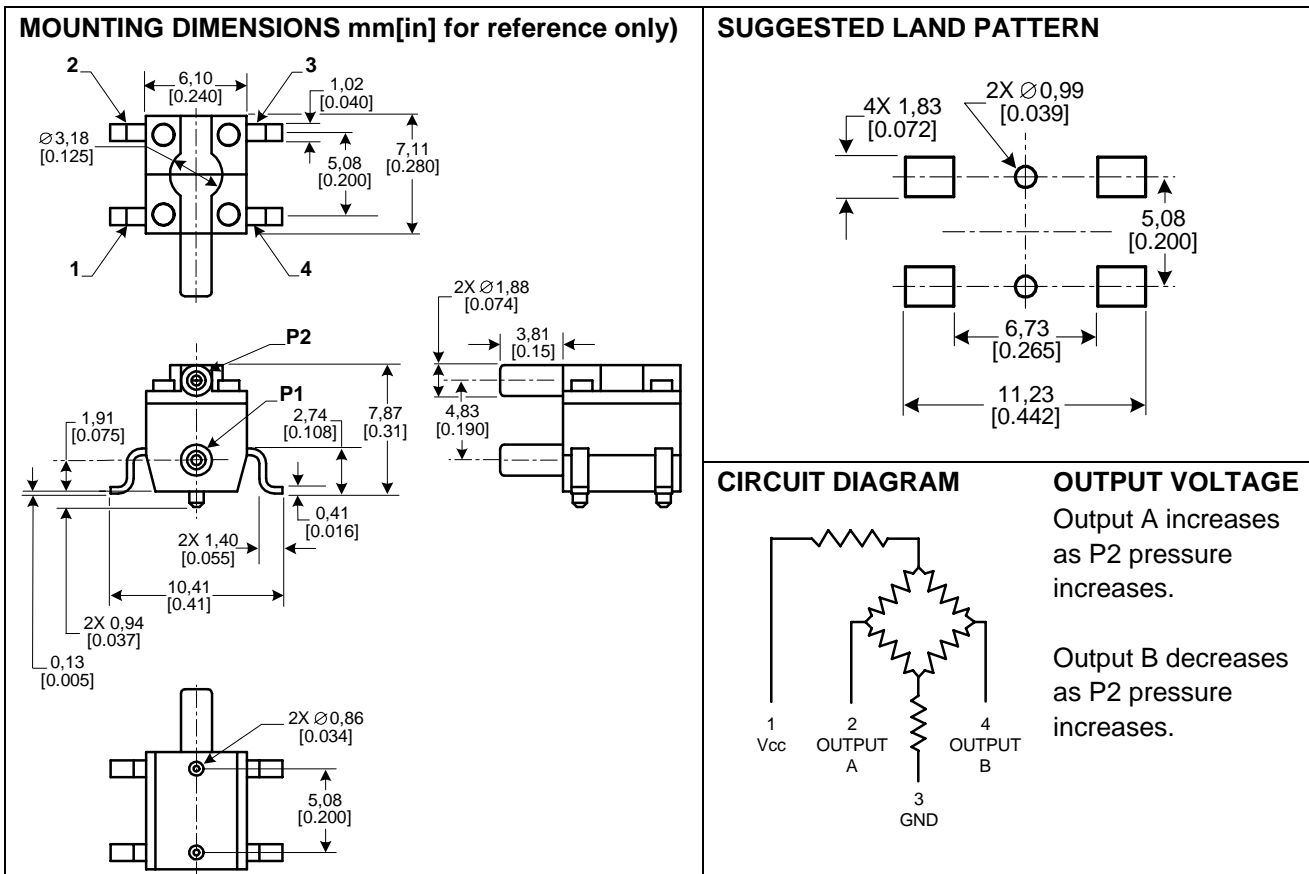 MOUNTING DIMENSIONS mm[in] for reference only)
2
6,10
[0.240]
3
1,02
[0.040]
∅3,18
[0.125]
5,08
[0.200]
7,11
[0.280]
1
4
P2
P1
1,91
[0.075]
2,74
[0.108]
7,87
[0.31]
0,41
[0.016]
2X 1,40
[0.055]
10,41
[0.41]
2X 0,94
[0.037]
0,13
[0.005]
2X ∅1,88
[0.074]
3,81
[0.15]
4,83
[0.190]
2X ∅0,86
[0.034]
5,08
[0.200]
SUGGESTED LAND PATTERN
4X 1,83
[0.072]
2X ∅0,99
[0.039]
5,08
[0.200]
6,73
[0.265]
11,23
[0.442]
CIRCUIT DIAGRAM
1
Vcc
2
OUTPUT
A
4
OUTPUT
B
3
GND
OUTPUT VOLTAGE
Output A increases
as P2 pressure
increases.
Output B decreases
as P2 pressure
increases.